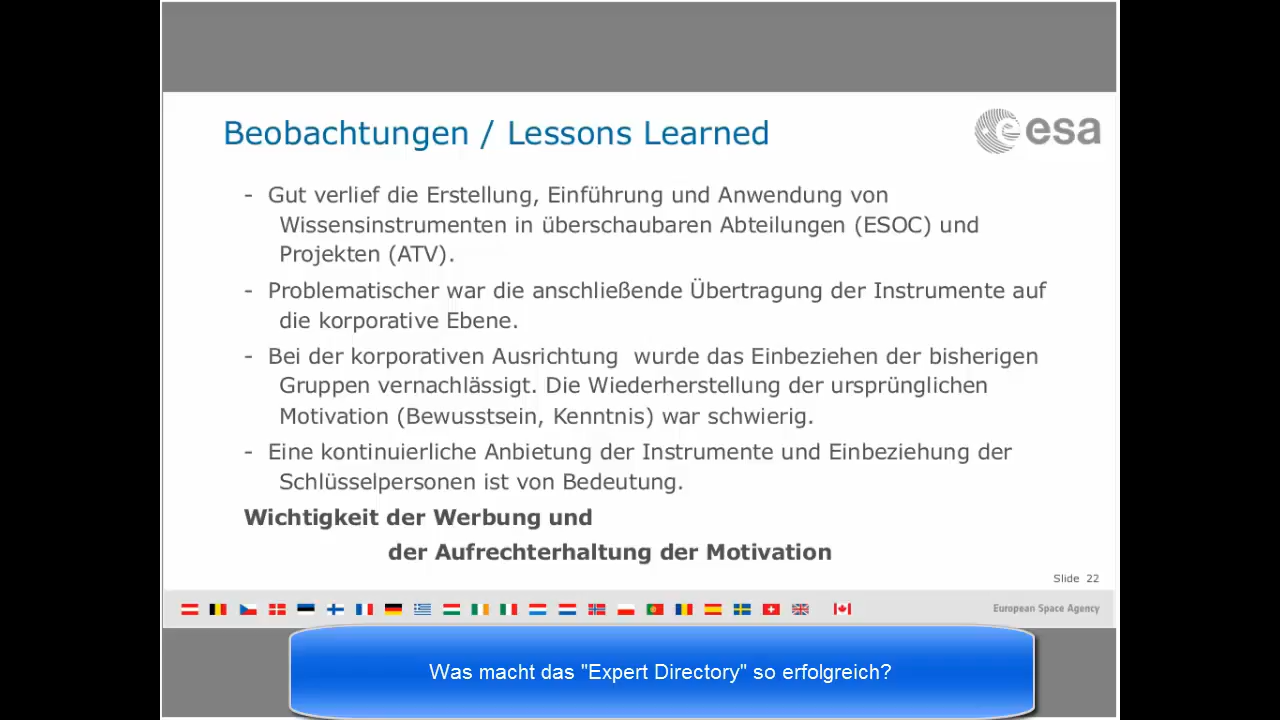 Beobachtungen / Lessons Learned
esa
- Gut verlief die Erstellung, Einführung und Anwendung von
Wissensinstrumenten in überschaubaren Abteilungen (ESOC) und
Projekten (ATV).
- Problematischer war die anschließende Übertragung der Instrumente auf
die korporative Ebene.
- Bei der korporativen Ausrichtung wurde das Einbeziehen der bisherigen
Gruppen vernachlässigt. Die Wiederherstellung der ursprünglichen
Motivation (Bewusstsein, Kenntnis) war schwierig.
- Eine kontinuierliche Anbietung der Instrumente und Einbeziehung der
Schlüsselpersonen ist von Bedeutung.
Wichtigkeit der Werbung und
der Aufrechterhaltung der Motivation
Slide 22
European Space Agency
Was macht das "Expert Directory" so erfolgreich?